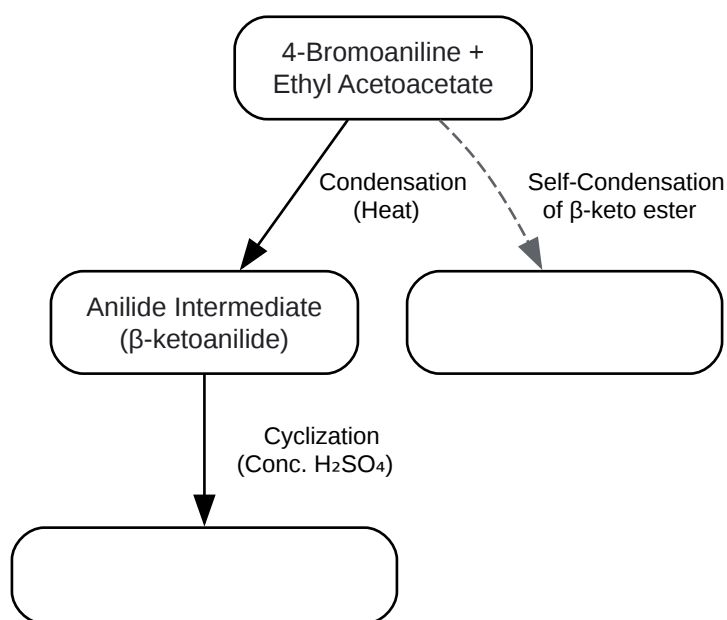 4-Bromoaniline +
Ethyl Acetoacetate
Condensation
(Heat)
Self-Condensation
of β-keto ester
Anilide Intermediate
(β-ketoanilide)
Cyclization
(Conc. H₂SO₄)